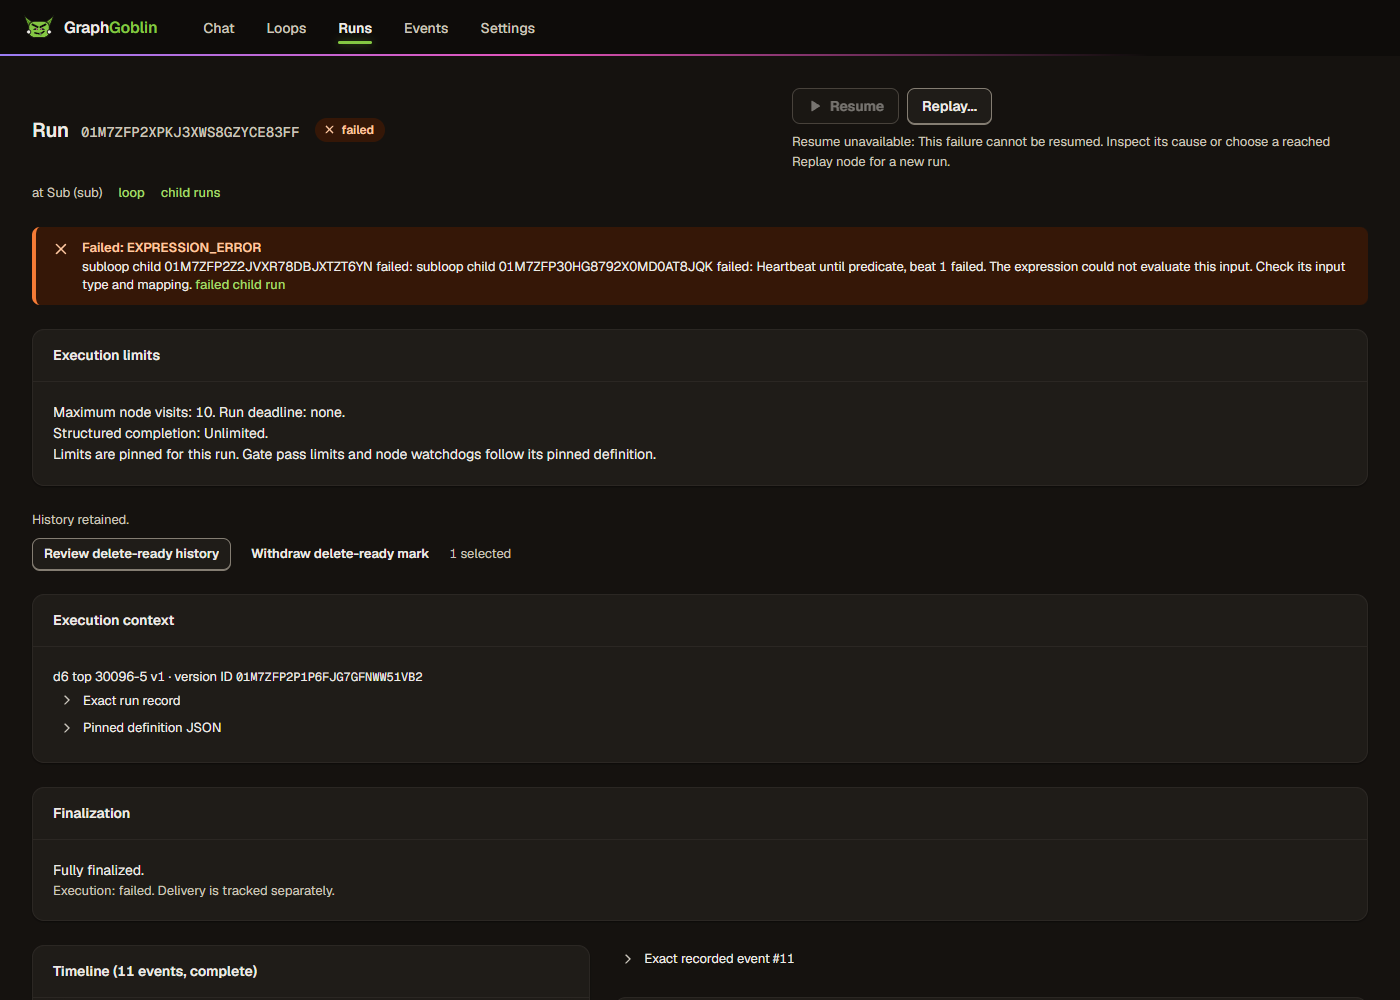 GraphGoblin
Chat
Loops
Runs
Events
Settings
Run 01M7ZFP2XPKJ3XWS8GZYCE83FF failed
Resume
Replay...
Resume unavailable: This failure cannot be resumed. Inspect its cause or choose a reached
Replay node for a new run.
at Sub (sub) loop child runs
Failed: EXPRESSION_ERROR
subloop child 01M7ZFP2Z2JVXR78DBJXTZT6YN failed: subloop child 01M7ZFP30HG8792X0MD0AT8JQK failed: Heartbeat until predicate, beat 1 failed. The expression could not evaluate this input. Check its input
type and mapping. failed child run
Execution limits
Maximum node visits: 10. Run deadline: none.
Structured completion: Unlimited.
Limits are pinned for this run. Gate pass limits and node watchdogs follow its pinned definition.
History retained.
Review delete-ready history
Withdraw delete-ready mark
1 selected
Execution context
d6 top 30096-5 v1 · version ID 01M7ZFP2P1P6FJG7GFNWW51VB2
Exact run record
Pinned definition JSON
Finalization
Fully finalized.
Execution: failed. Delivery is tracked separately.
Timeline (11 events, complete)
Exact recorded event #11